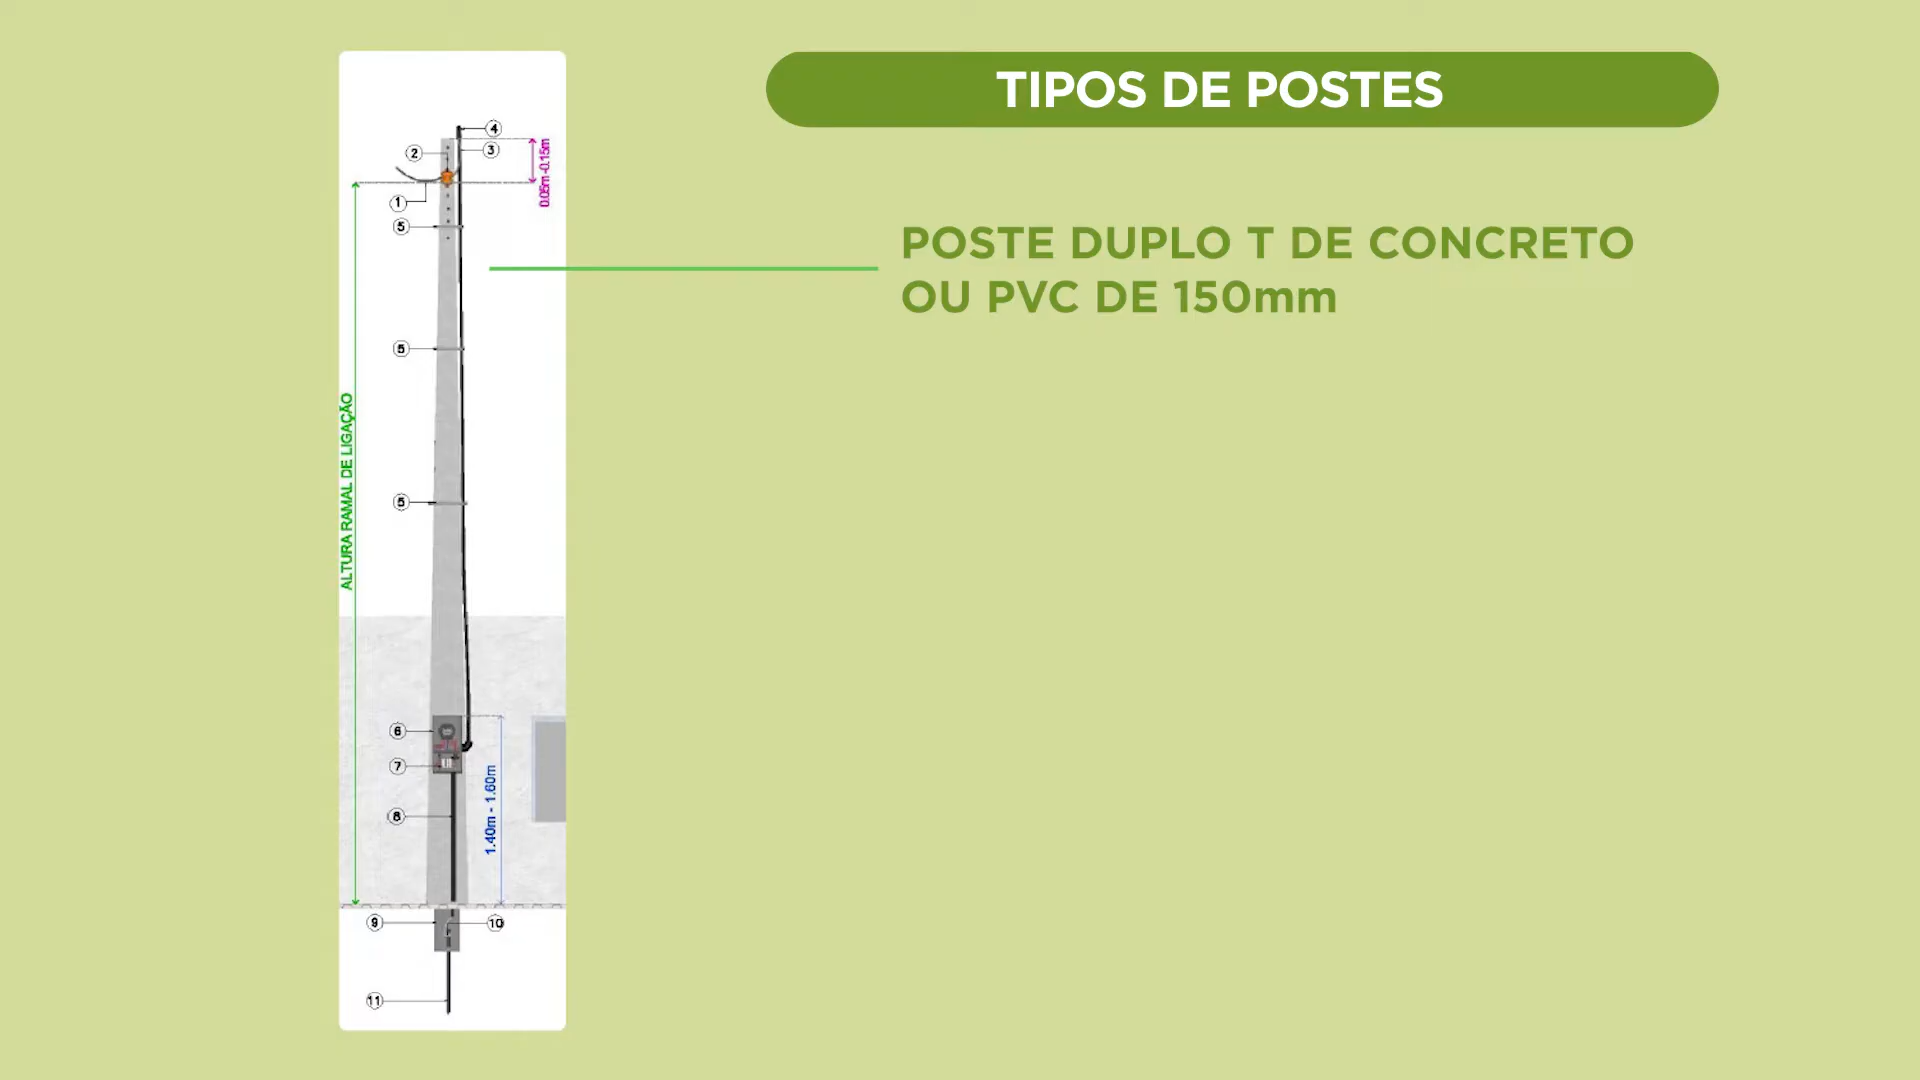 TIPOS DE POSTES
POSTE DUPLO T DE CONCRETO
OU PVC DE 150mm
4
2
3
0.05m -0.15m
1
5
5
ALTURA RAMAL DE LIGAÇÃO
5
6
7
1.40m - 1.60m
8
9
10
11